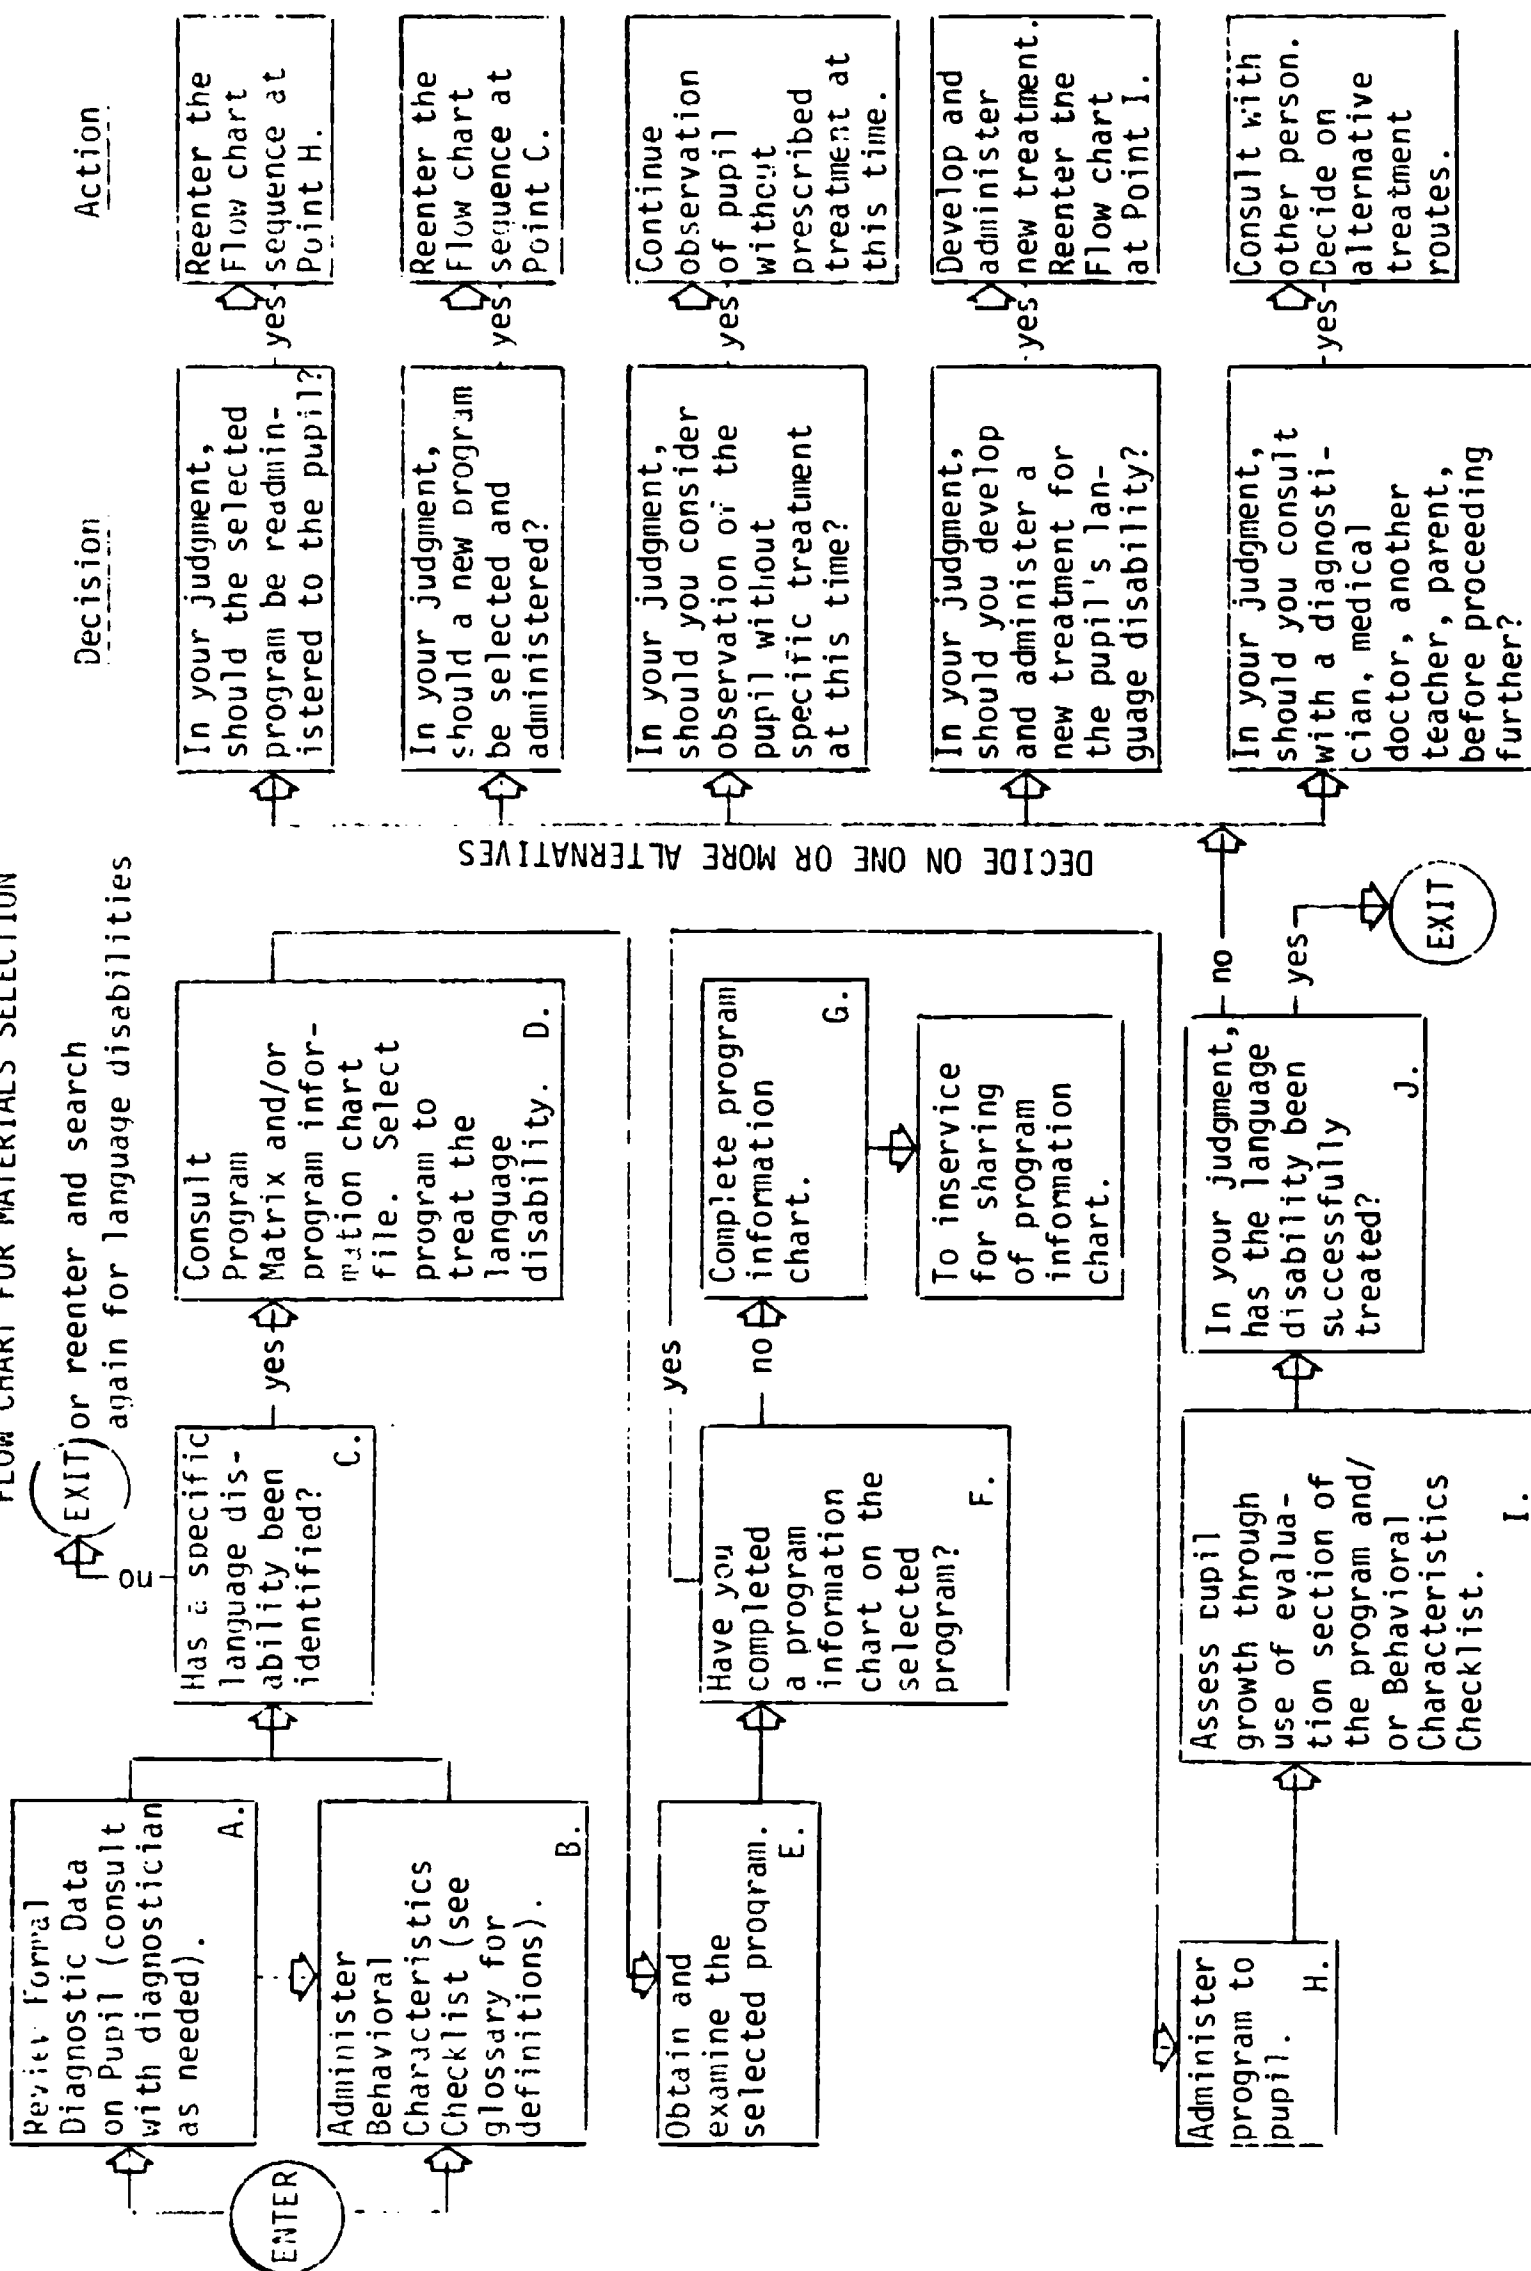 FLOW CHART FOR MATERIALS SELECTION
EXIT or reenter and search
again for language disabilities
ENTER
Review Formal
Diagnostic Data
on Pupil (consult
with diagnostician
as needed).
A.
Administer
Behavioral
Characteristics
Checklist (see
glossary for
definitions).
B.
no
Has a specific
language dis-
ability been
identified?
C.
yes
Consult
Program
Matrix and/or
program infor-
mation chart
file. Select
program to
treat the
language
disability. D.
Obtain and
examine the
selected program.
E.
Have you
completed
a program
information
chart on the
selected
program?
F.
yes
no
Complete program
information
chart.
G.
To inservice
for sharing
of program
information
chart.
Administer
program to
pupil.
H.
Assess pupil
growth through
use of evalua-
tion section of
the program and/
or Behavioral
Characteristics
Checklist.
I.
In your judgment,
has the language
disability been
successfully
treated?
J.
no
yes
EXIT
DECIDE ON ONE OR MORE ALTERNATIVES
Decision
Action
In your judgment,
should the selected
program be readmin-
istered to the pupil?
yes
Reenter the
Flow chart
sequence at
Point H.
In your judgment,
should a new program
be selected and
administered?
yes
Reenter the
Flow chart
sequence at
Point C.
In your judgment,
should you consider
observation of the
pupil without
specific treatment
at this time?
yes
Continue
observation
of pupil
without
prescribed
treatment at
this time.
In your judgment,
should you develop
and administer a
new treatment for
the pupil's lan-
guage disability?
yes
Develop and
administer
new treatment.
Reenter tne
Flow chart
at Point I.
In your judgment,
should you consult
with a diagnosti-
cian, medical
doctor, another
teacher, parent,
before proceeding
further?
yes
Consult with
other person.
Decide on
alternative
treatment
routes.